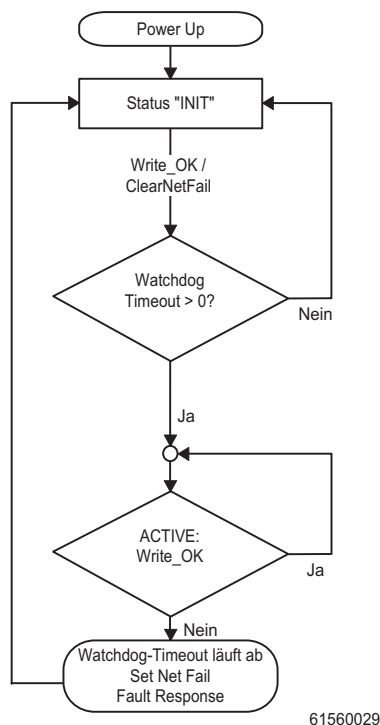 Power Up
Status "INIT"
Write_OK /
ClearNetFail
Watchdog
Timeout > 0?
Nein
Ja
ACTIVE:
Write_OK
Ja
Nein
Watchdog-Timeout läuft ab
Set Net Fail
Fault Response
61560029